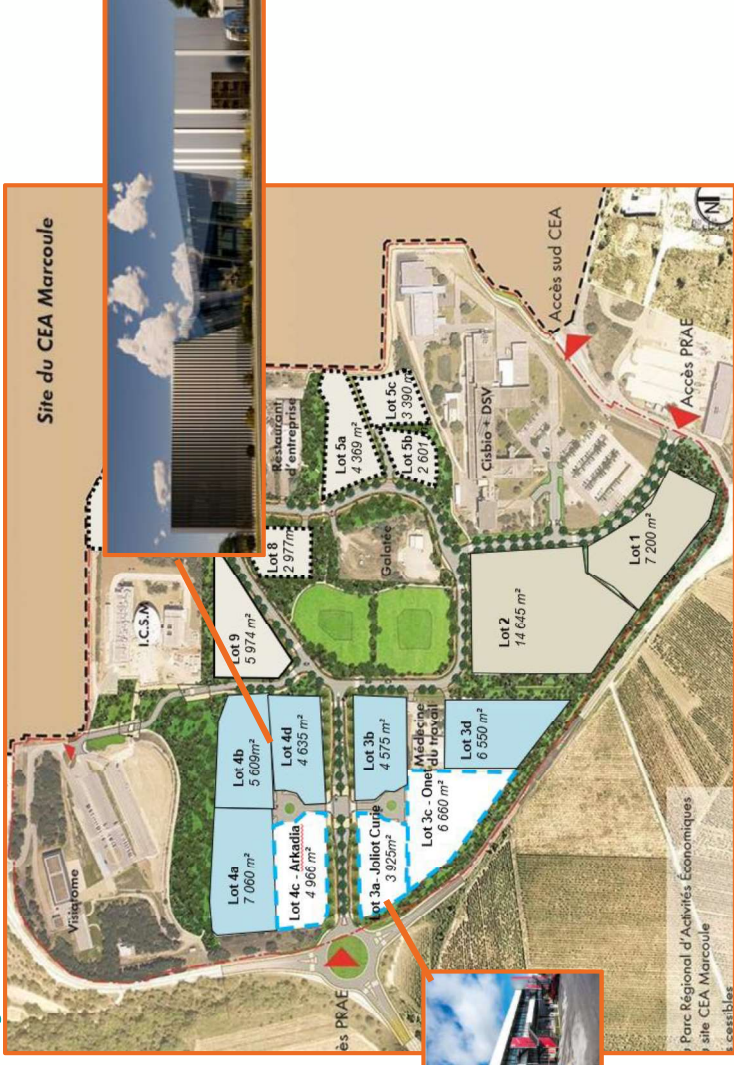 Site du CEA Marcoule
Visiatome
I.C.S.M
Restaurant
d'entreprise
Lot 4a
7 060 m²
Lot 4b
5 609m²
Lot 9
5 974 m²
Lot 8
2 977m²
Lot 5a
4 369 m²
Lot 5c
3 390 m²
Lot 5b
2 601
Lot 4c - Arkadia
4 966 m²
Lot 4d
4 635 m²
Galatée
Cisbio + DSV
Accès sud CEA
Lot 3a- Joliot Curie
3 925m²
Lot 3b
4 575 m²
Médecine
du travail
Lot 3c - Onet
6 660 m²
Lot 3d
6 550 m²
Lot 2
14 645 m²
Lot 1
7 200 m²
Accès PRAE
ès PRAE
N
Parc Régional d'Activités Économiques
site CEA Marcoule
cessibles